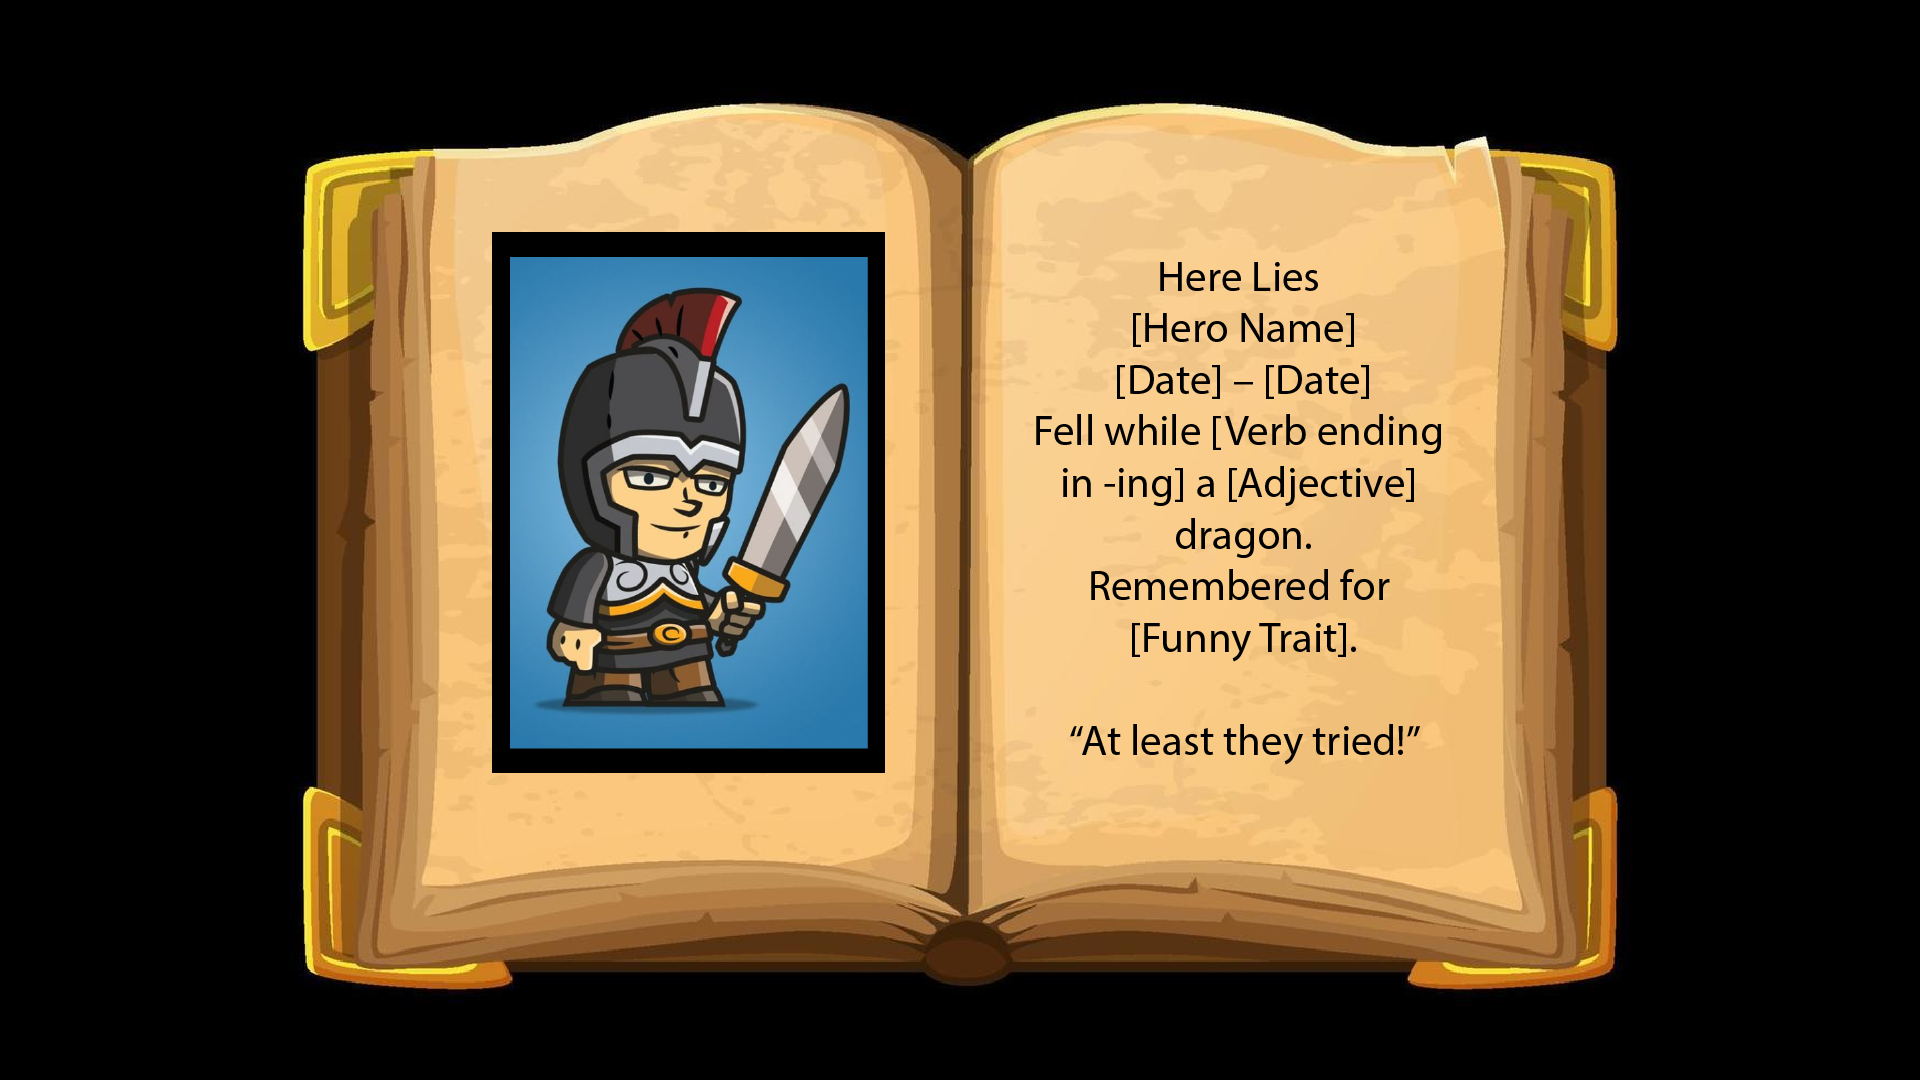 Here Lies
[Hero Name]
[Date] – [Date]
Fell while [Verb ending
in -ing] a [Adjective]
dragon.
Remembered for
[Funny Trait].
“At least they tried!”